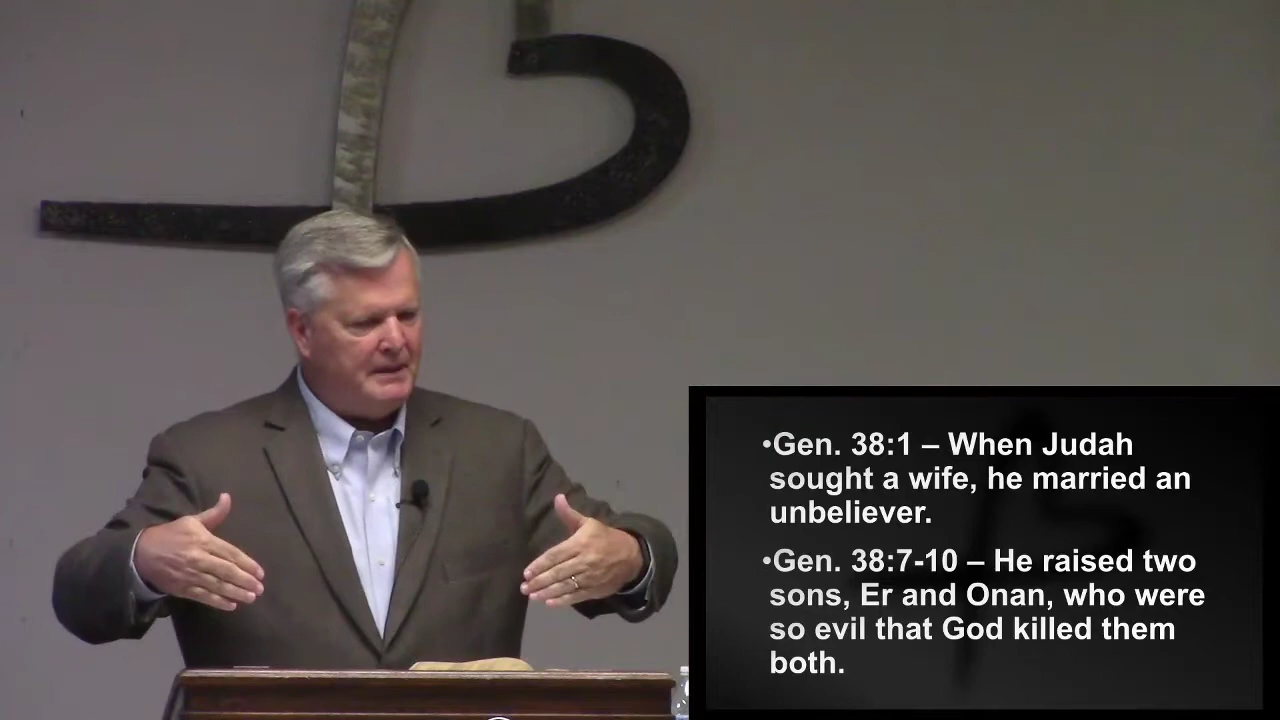 •Gen. 38:1 – When Judah
sought a wife, he married an
unbeliever.
•Gen. 38:7-10 – He raised two
sons, Er and Onan, who were
so evil that God killed them
both.